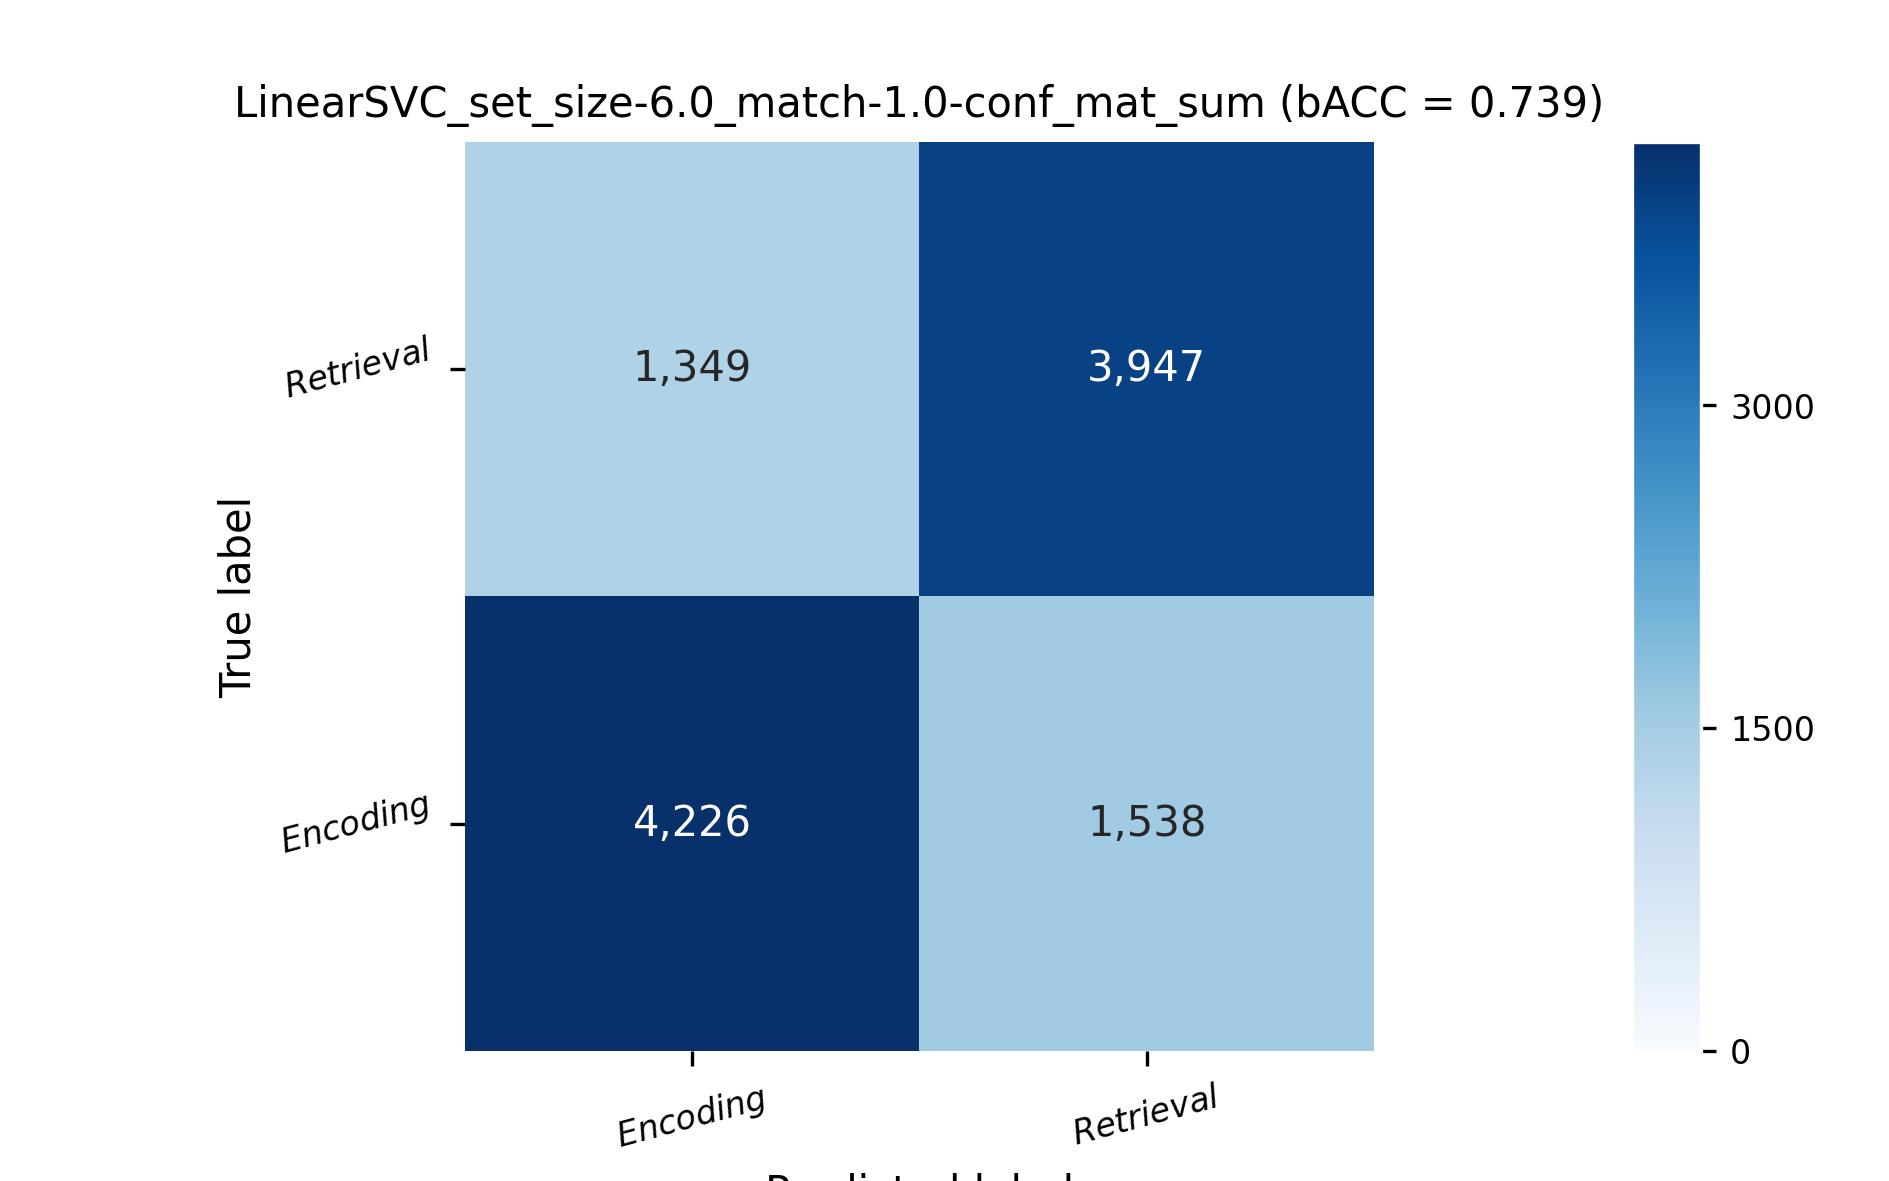 LinearSVC_set_size-6.0_match-1.0-conf_mat_sum (bACC = 0.739)
True label
Retrieval
1,349
3,947
Encoding
4,226
1,538
Encoding
Retrieval
3000
1500
0